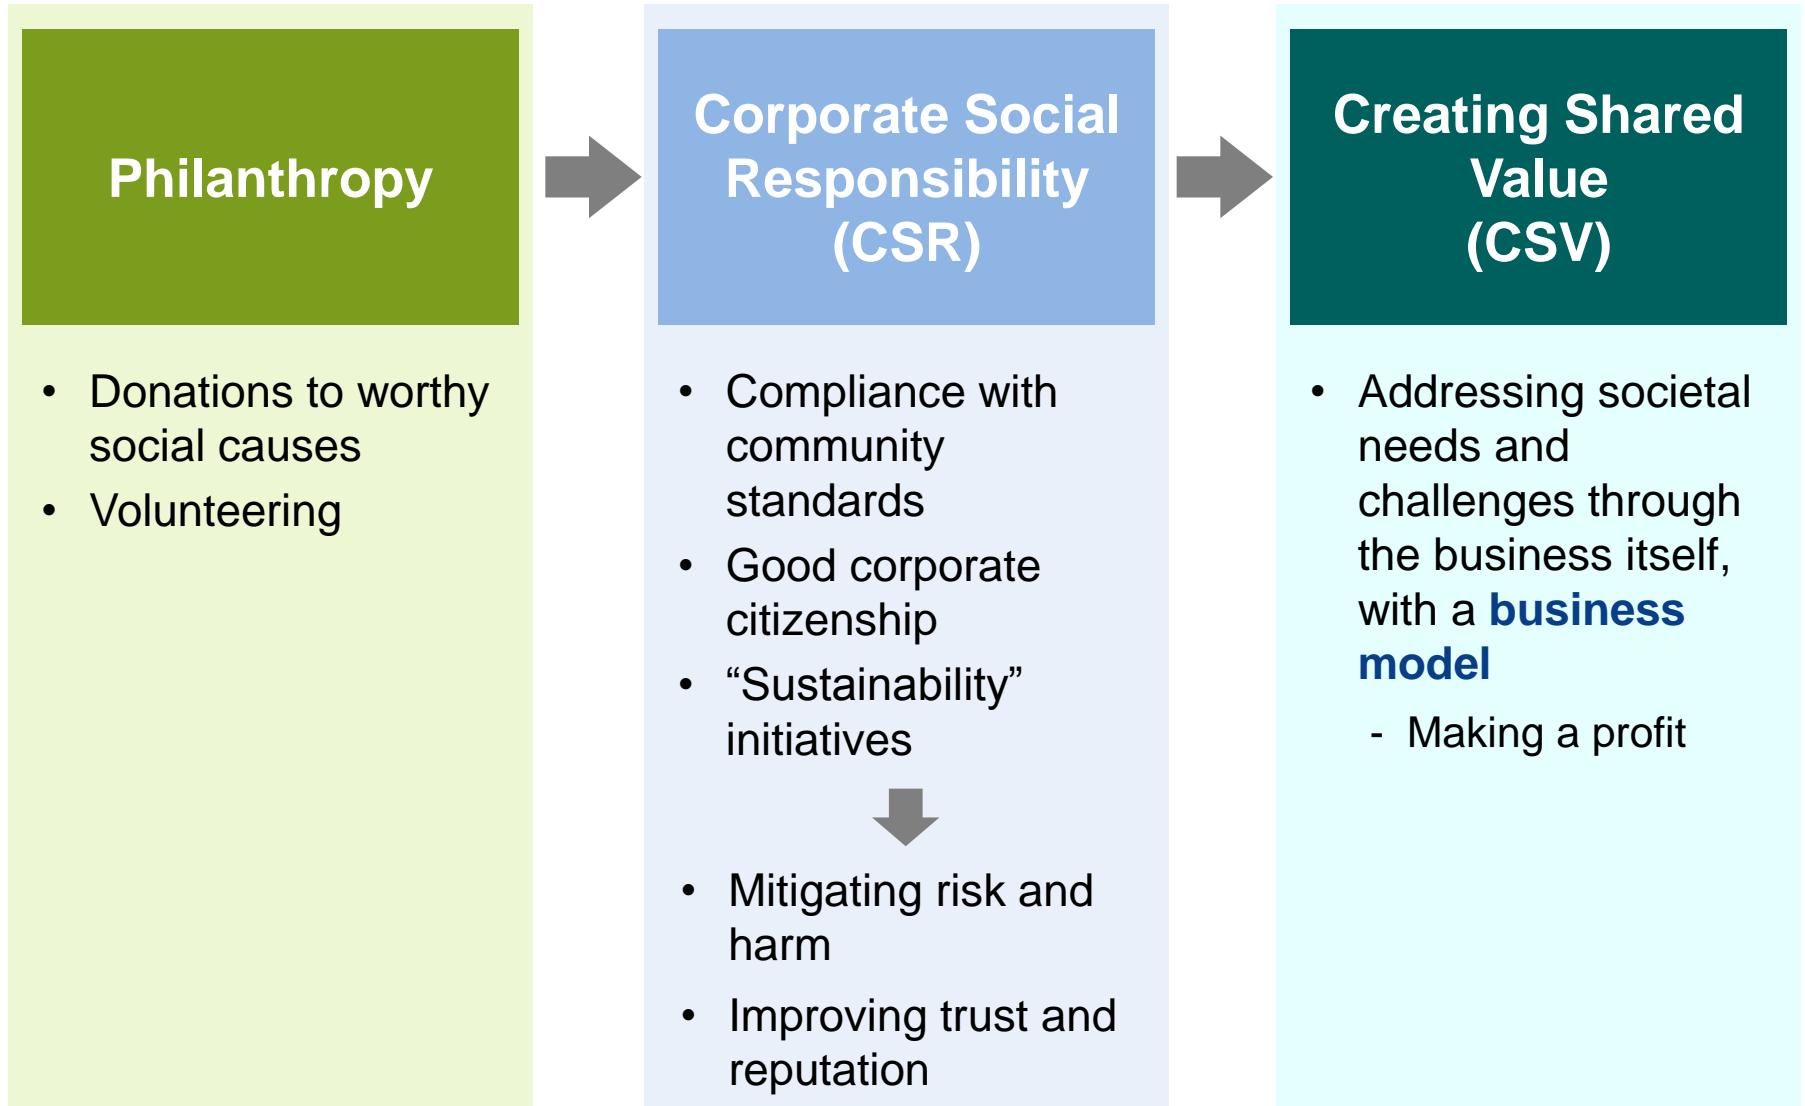 Philanthropy
• Donations to worthy
social causes
• Volunteering
Corporate Social
Responsibility
(CSR)
• Compliance with
community
standards
• Good corporate
citizenship
• “Sustainability”
initiatives
• Mitigating risk and
harm
• Improving trust and
reputation
Creating Shared
Value
(CSV)
• Addressing societal
needs and
challenges through
the business itself,
with a business
model
- Making a profit